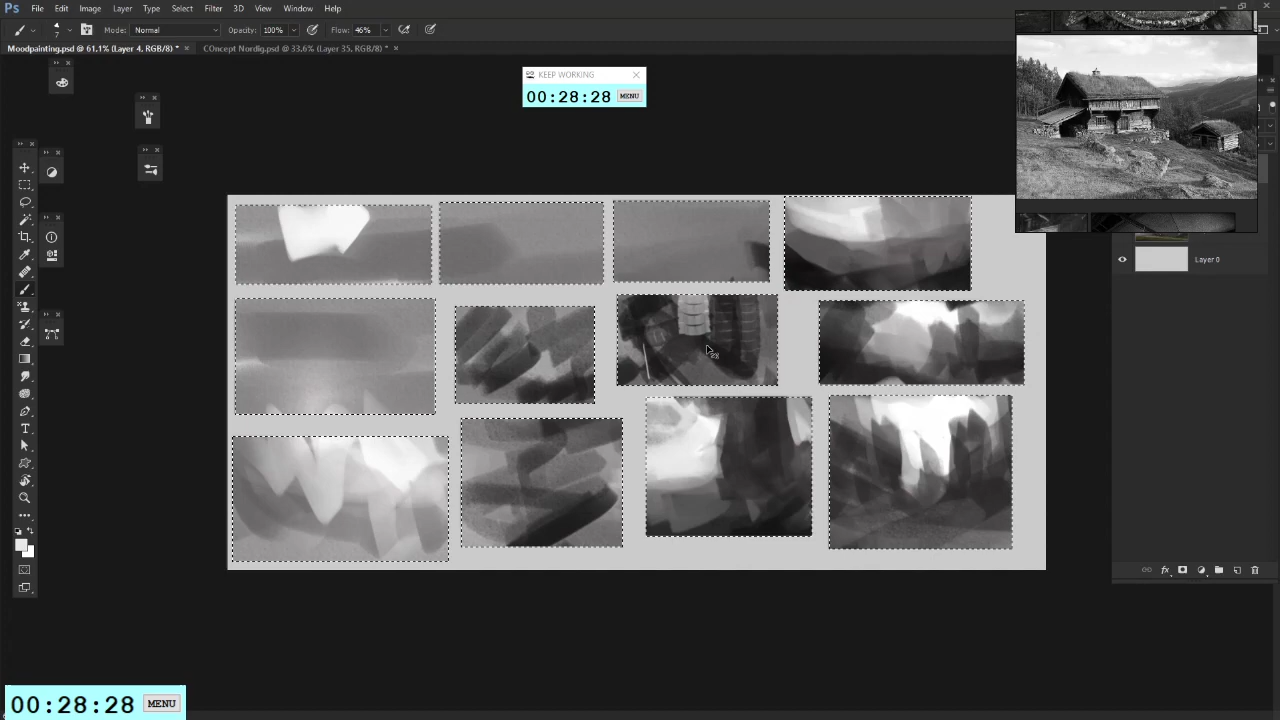 Ps File Edit Image Layer Type Select Filter 3D View Window Help
7 Mode: Normal Opacity: 100% Flow: 46%
Moodpainting.psd @ 61,1% (Layer 4, RGB/8) * × COncept Nordig.psd @ 33,6% (Layer 35, RGB/8) * ×
KEEP WORKING
00:28:28 MENU
Layer 0
fx
00:28:28 MENU